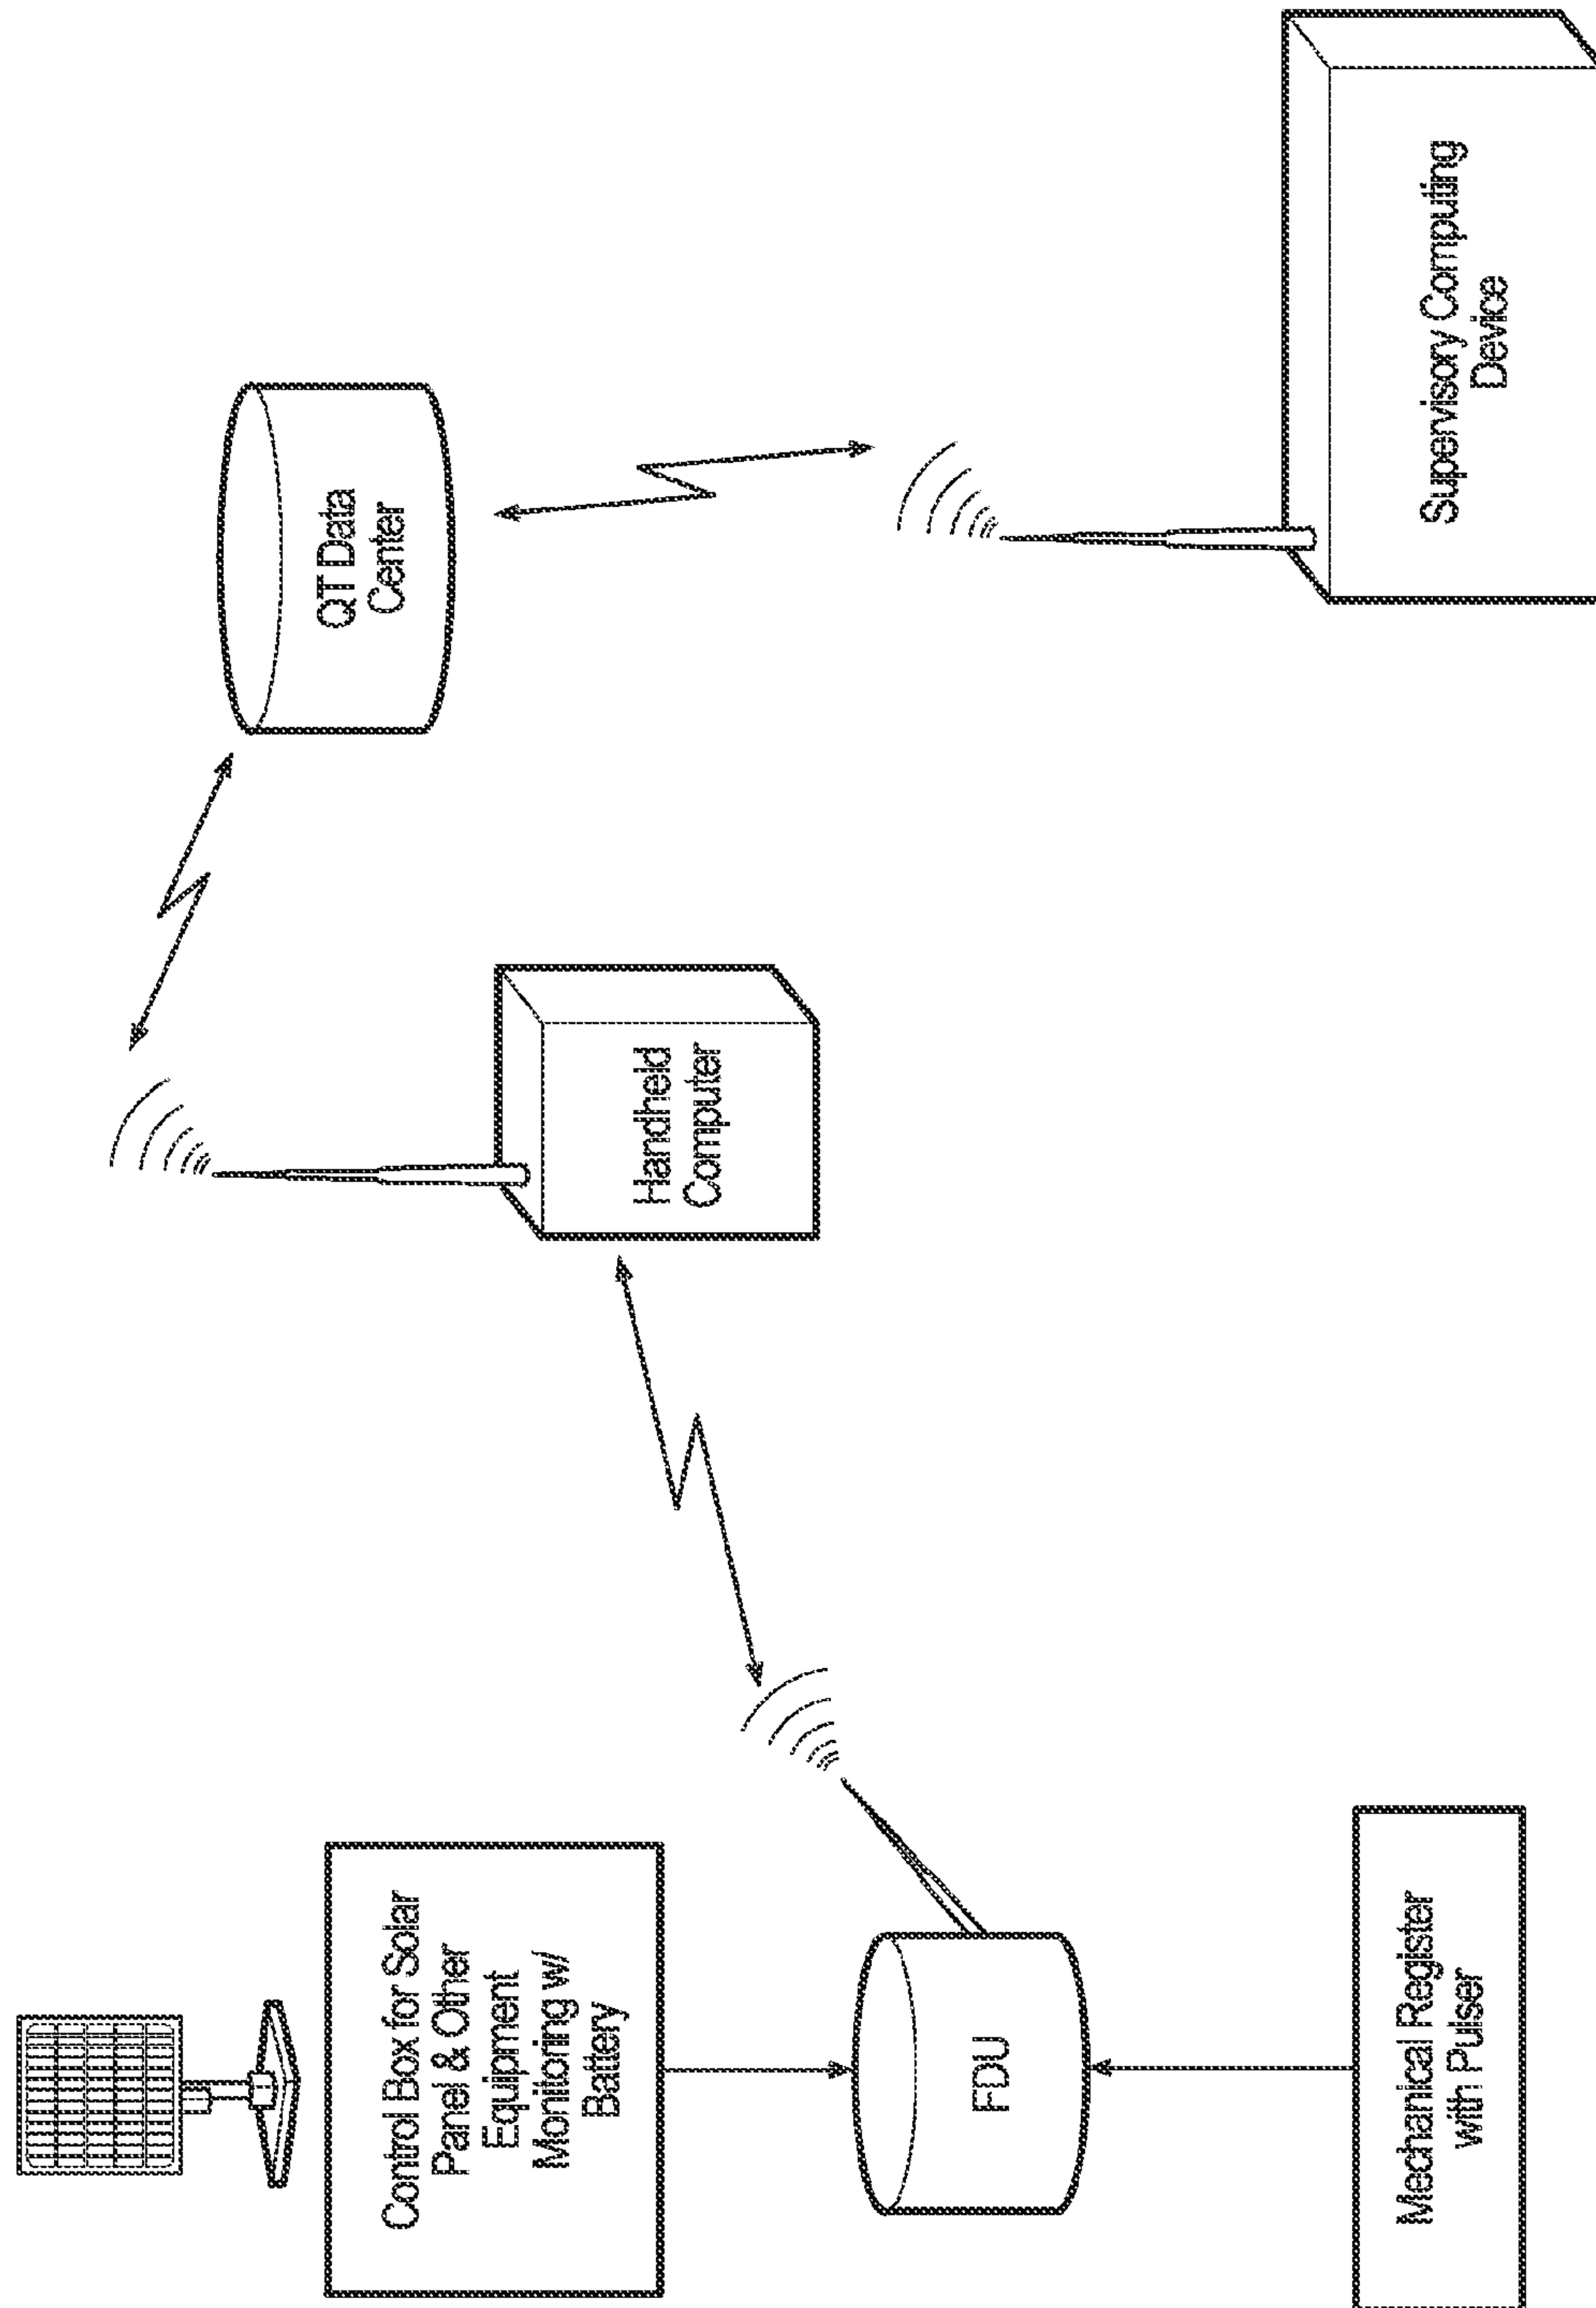 Control Box for Solar
Panel & Other
Equipment
Monitoring w/
Battery
FDU
Mechanical Register
with Pulser
Handheld
Computer
QT Data
Center
Supervisory Computing
Device